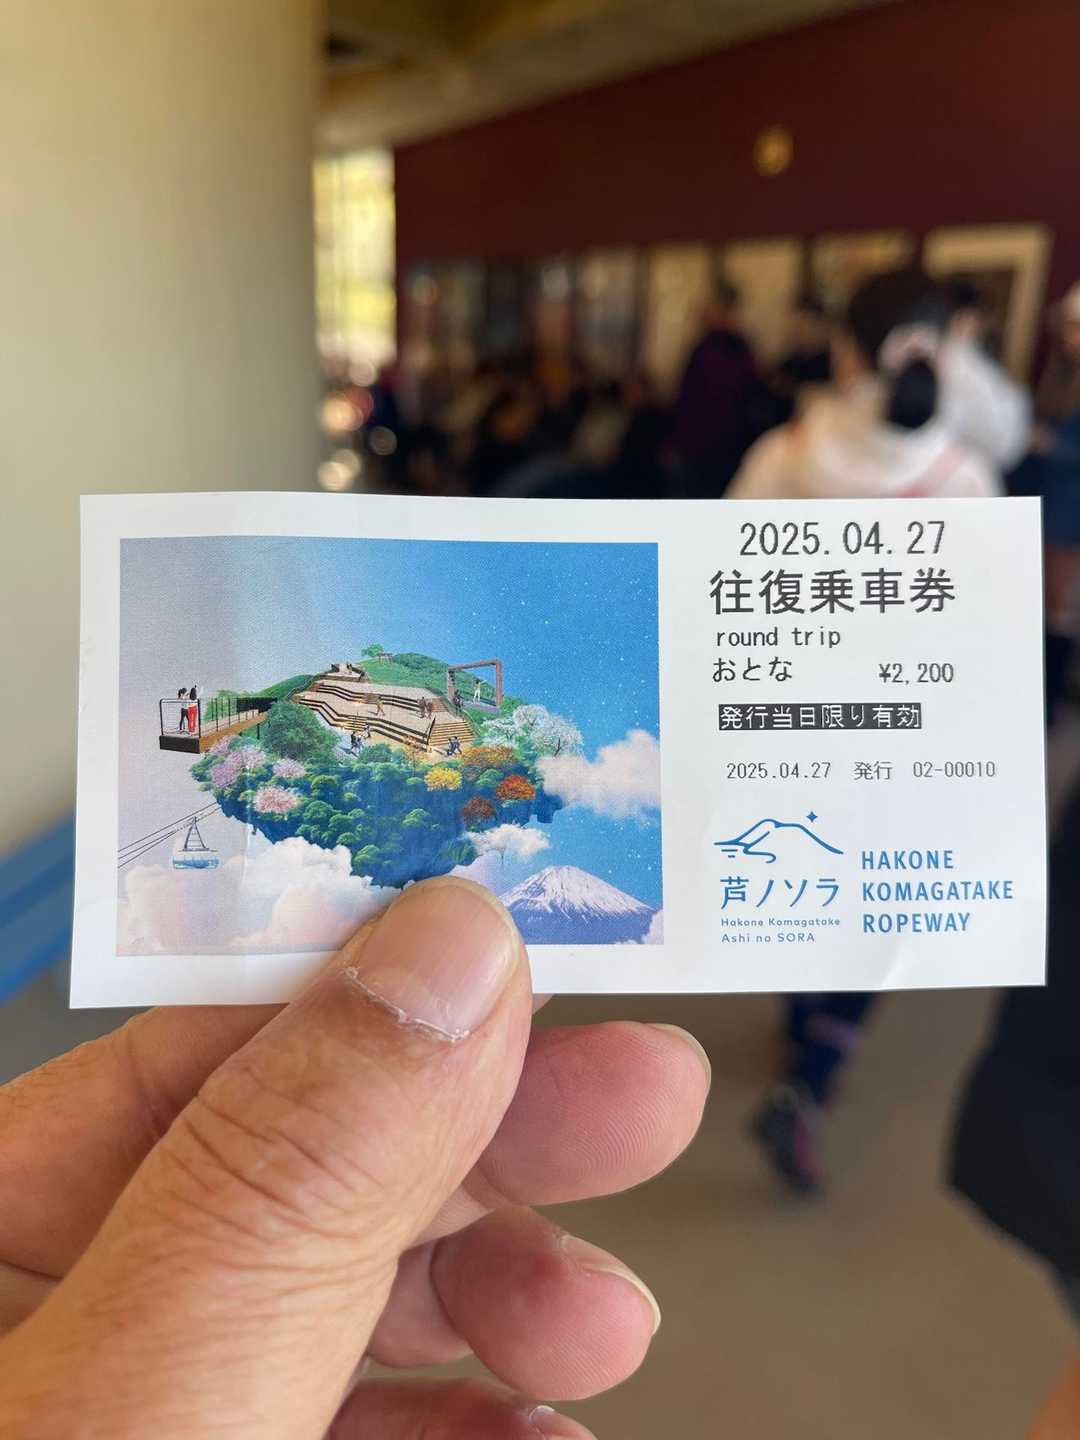 2025.04.27
往復乗車券
round trip
おとな ¥2,200
発行当日限り有効
2025.04.27 発行 02-00010
芦ノソラ
Hakone Komagatake
Ashi no SORA
HAKONE
KOMAGATAKE
ROPEWAY